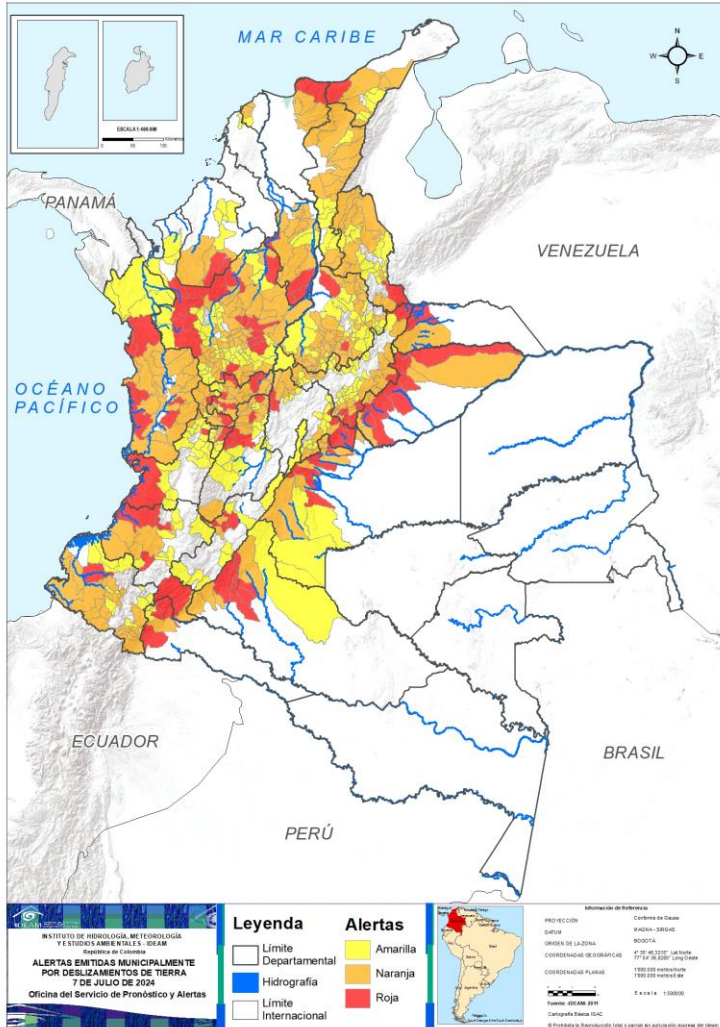 MAR CARIBE
N
W
E
S
ESCALA 1:400.000
PANAMÁ
VENEZUELA
OCÉANO
PACÍFICO
ECUADOR
BRASIL
PERÚ
IDEAM
INSTITUTO DE HIDROLOGÍA, METEOROLOGÍA
Y ESTUDIOS AMBIENTALES - IDEAM
República de Colombia
ALERTAS EMITIDAS MUNICIPALMENTE
POR DESLIZAMIENTOS DE TIERRA
7 DE JULIO DE 2024
Oficina del Servicio de Pronóstico y Alertas
Leyenda
Límite
Departamental
Hidrografía
Límite
Internacional
Alertas
Amarilla
Naranja
Roja
Información de Referencia
PROYECCIÓN
Conforme de Gauss
DATUM
MAGNA - SIRGAS
ORIGEN DE LA ZONA
BOGOTÁ
COORDENADAS GEOGRÁFICAS
COORDENADAS PLANAS
Fuente: IDEAM 2011
Cartografía Básica IGAC